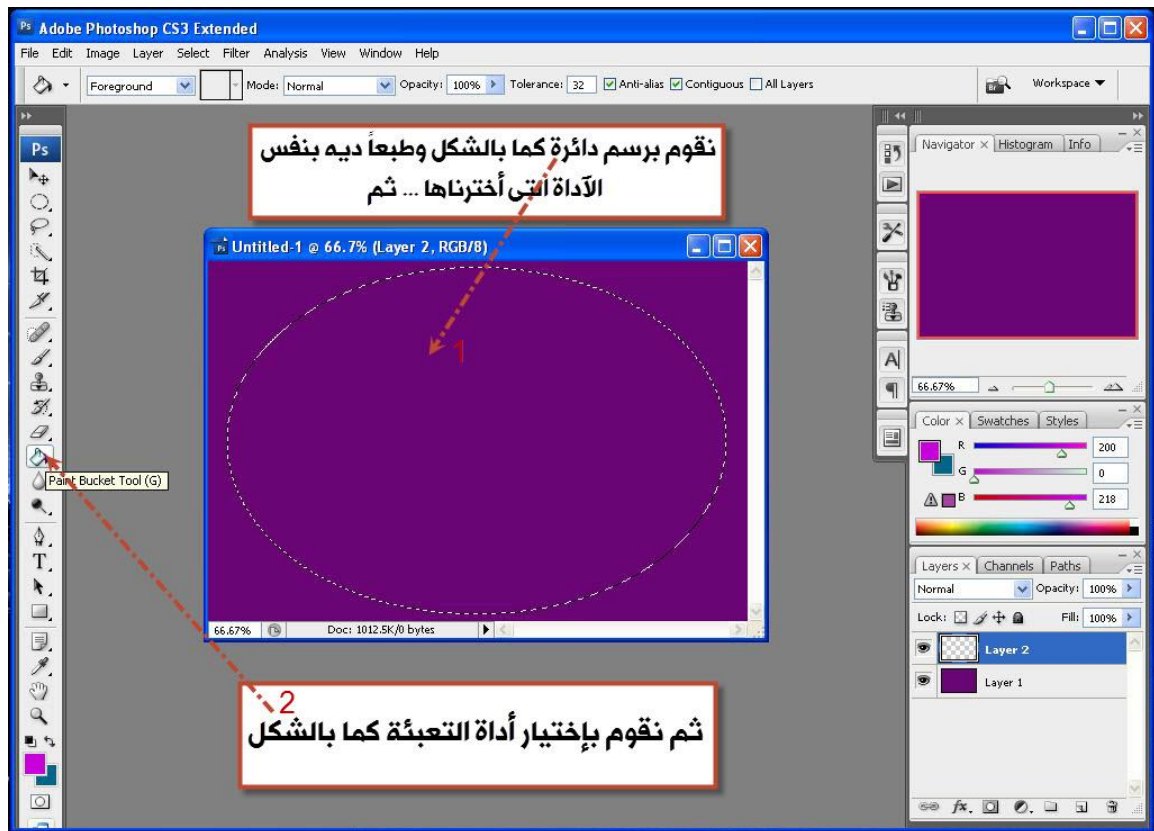 Adobe Photoshop CS3 Extended
File Edit Image Layer Select Filter Analysis View Window Help
Foreground Mode: Normal Opacity: 100% Tolerance: 32 Anti-alias Contiguous All Layers Workspace
Ps
نقوم برسم دائرة كما بالشكل وطبعاً ديه بنفس
الآداة التى أخترناها ... ثم
Navigator Histogram Info
Untitled-1 @ 66.7% (Layer 2, RGB/8)
1
66.67%
Color Swatches Styles
R 200
G 0
B 218
Paint Bucket Tool (G)
Layers Channels Paths
Normal Opacity: 100%
Lock: Fill: 100%
Layer 2
Layer 1
66.67% Doc: 1012.5K/0 bytes
2
ثم نقوم بإختيار أداة التعبئة كما بالشكل